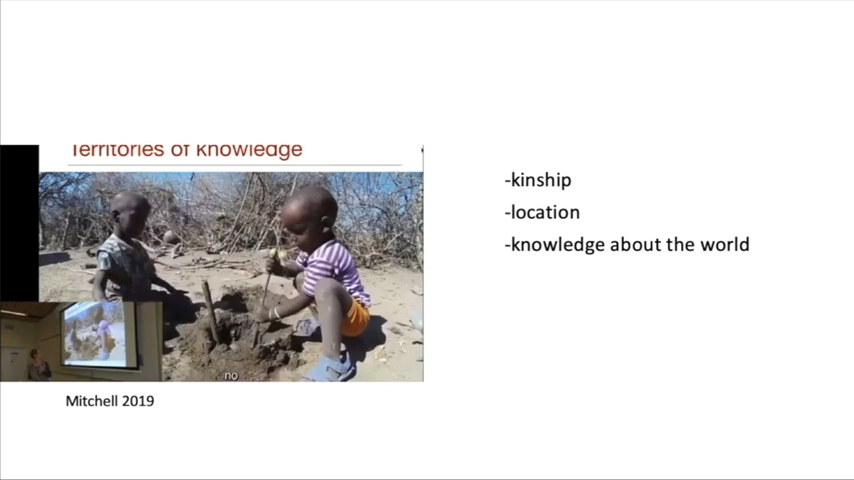 Territories of Knowledge
no
Mitchell 2019
-kinship
-location
-knowledge about the world